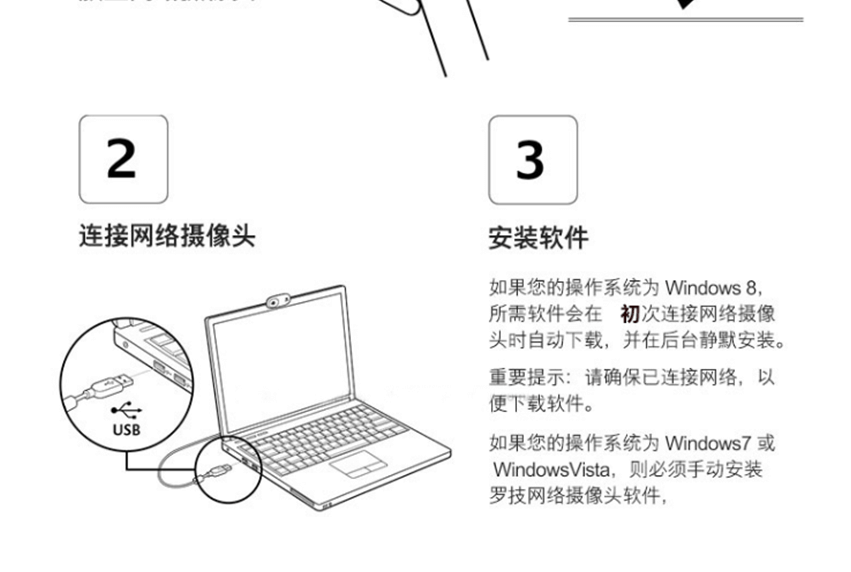 2
连接网络摄像头
USB
3
安装软件
如果您的操作系统为 Windows 8，
所需软件会在 初次连接网络摄像
头时自动下载，并在后台静默安装。
重要提示：请确保已连接网络，以
便下载软件。
如果您的操作系统为 Windows7 或
WindowsVista，则必须手动安装
罗技网络摄像头软件，